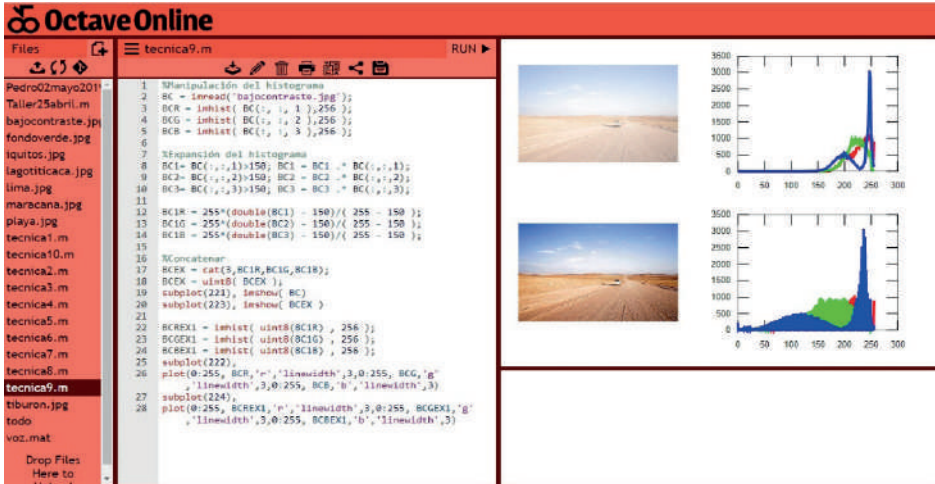 Octave Online
Files
tecnica9.m
RUN
Pedro02mayo201
Taller25abril.m
bajocontraste.jp
fondoverde.jpg
iquitos.jpg
lagotiticaca.jpg
lima.jpg
maracana.jpg
playa.jpg
tecnica1.m
tecnica10.m
tecnica2.m
tecnica3.m
tecnica4.m
tecnica5.m
tecnica6.m
tecnica7.m
tecnica8.m
tecnica9.m
tiburon.jpg
todo
voz.mat
Drop Files
Here to
1 %Manipulación del histograma
2 BC = imread('bajocontraste.jpg');
3 BCR = imhist( BC(:, :, 1 ),256 );
4 BCG = imhist( BC(:, :, 2 ),256 );
5 BCB = imhist( BC(:, :, 3 ),256 );
6
7 %Expansión del histograma
8 BC1= BC(:,:,1)>150; BC1 = BC1 .* BC(:,:,1);
9 BC2= BC(:,:,2)>150; BC2 = BC2 .* BC(:,:,2);
10 BC3= BC(:,:,3)>150; BC3 = BC3 .* BC(:,:,3);
11
12 BC1R = 255*(double(BC1) - 150)/( 255 - 150 );
13 BC1G = 255*(double(BC2) - 150)/( 255 - 150 );
14 BC1B = 255*(double(BC3) - 150)/( 255 - 150 );
15
16 %Concatenar
17 BCEX = cat(3,BC1R,BC1G,BC1B);
18 BCEX = uint8( BCEX );
19 subplot(221), imshow( BC)
20 subplot(223), imshow( BCEX )
21
22 BCREX1 = imhist( uint8(BC1R) , 256 );
23 BCGEX1 = imhist( uint8(BC1G) , 256 );
24 BCBEX1 = imhist( uint8(BC1B) , 256 );
25 subplot(222),
26 plot(0:255, BCR,'r','linewidth',3,0:255, BCG,'g'
,'linewidth',3,0:255, BCB,'b','linewidth',3)
27 subplot(224),
28 plot(0:255, BCREX1,'r','linewidth',3,0:255, BCGEX1,'g'
,'linewidth',3,0:255, BCBEX1,'b','linewidth',3)
3500
3000
2500
2000
1500
1000
500
0
0 50 100 150 200 250 300
3500
3000
2500
2000
1500
1000
500
0
0 50 100 150 200 250 300